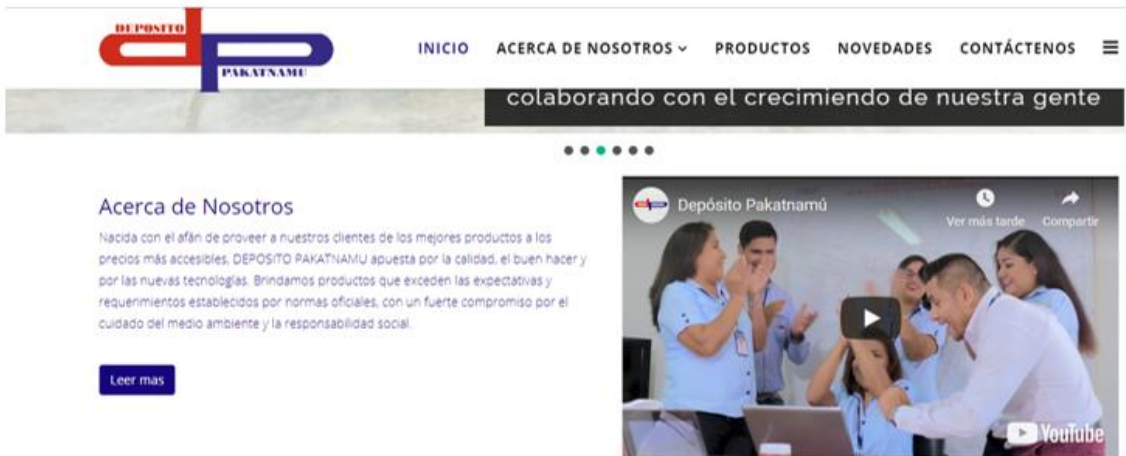 DEPOSITO
PAKATNAMU
INICIO ACERCA DE NOSOTROS PRODUCTOS NOVEDADES CONTÁCTENOS
colaborando con el crecimiendo de nuestra gente
Acerca de Nosotros
Nacida con el afán de proveer a nuestros clientes de los mejores productos a los
precios más accesibles, DEPOSITO PAKATNAMU apuesta por la calidad, el buen hacer y
por las nuevas tecnologías. Brindamos productos que exceden las expectativas y
requerimientos establecidos por normas oficiales, con un fuerte compromiso por el
cuidado del medio ambiente y la responsabilidad social.
Leer mas
Depósito Pakatnamú
Ver más tarde Compartir
YouTube